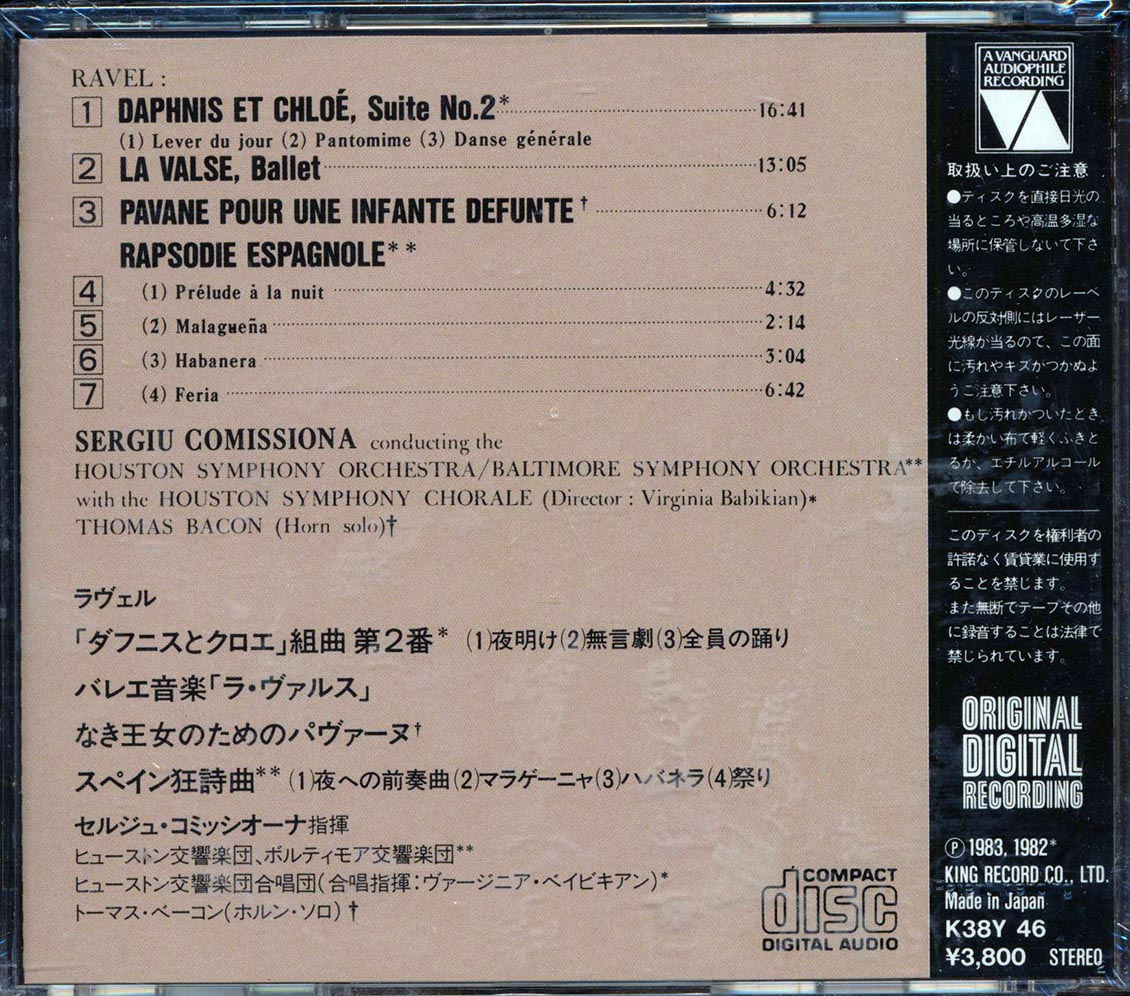 RAVEL :
1 DAPHNIS ET CHLOÉ, Suite No.2* 16:41
(1) Lever du jour (2) Pantomime (3) Danse générale
2 LA VALSE, Ballet 13:05
3 PAVANE POUR UNE INFANTE DEFUNTE† 6:12
RAPSODIE ESPAGNOLE**
4 (1) Prélude à la nuit 4:32
5 (2) Malagueña 2:14
6 (3) Habanera 3:04
7 (4) Feria 6:42
SERGIU COMISSIONA conducting the
HOUSTON SYMPHONY ORCHESTRA/BALTIMORE SYMPHONY ORCHESTRA**
with the HOUSTON SYMPHONY CHORALE (Director : Virginia Babikian)*
THOMAS BACON (Horn solo)†
ラヴェル
「ダフニスとクロエ」組曲 第2番* (1)夜明け(2)無言劇(3)全員の踊り
バレエ音楽「ラ・ヴァルス」
なき王女のためのパヴァーヌ†
スペイン狂詩曲** (1)夜への前奏曲(2)マラゲーニャ(3)ハバネラ(4)祭り
セルジュ・コミッシオーナ指揮
ヒューストン交響楽団、ボルティモア交響楽団**
ヒューストン交響楽団合唱団(合唱指揮:ヴァージニア・ベイビキアン)*
トーマス・ベーコン(ホルン・ソロ)†
COMPACT
disc
DIGITAL AUDIO
A VANGUARD
AUDIOPHILE
RECORDING
取扱い上のご注意
●ディスクを直接日光の
当るところや高温多湿な
場所に保管しないで下さ
い。
●このディスクのレーベ
ルの反対側にはレーザー
光線が当るので、この面
に汚れやキズがつかぬよ
うご注意下さい。
●もし汚れがついたとき
は柔かい布で軽くふきと
るか、エチルアルコール
で除去して下さい。
このディスクを権利者の
許諾なく賃貸業に使用す
ることを禁じます。
また無断でテープその他
に録音することは法律で
禁じられています。
ORIGINAL
DIGITAL
RECORDING
Ⓟ 1983, 1982*
KING RECORD CO., LTD.
Made in Japan
K38Y 46
¥3,800 STEREO